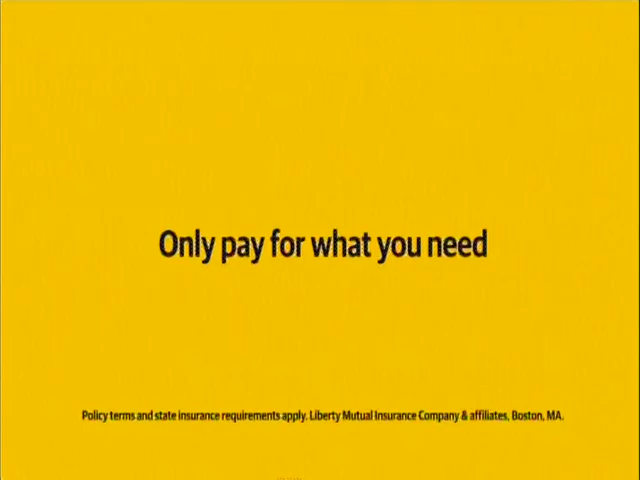 Only pay for what you need
Policy terms and state insurance requirements apply. Liberty Mutual Insurance Company & affiliates, Boston, MA.